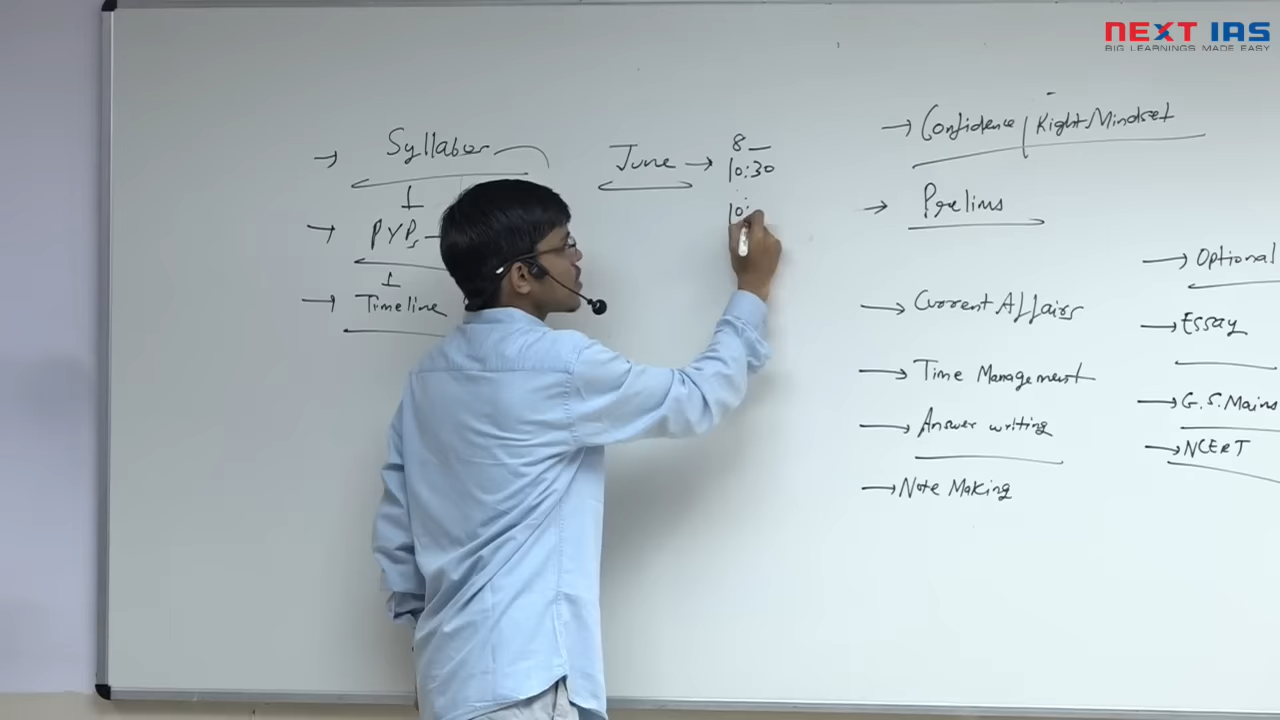 NEXT IAS
BIG LEARNINGS MADE EASY
→ Syllabus
→ PYPs
→ Timeline
June → 8
10:30
10:
→ Confidence / Right Mindset
→ Prelims
→ Current Affairs
→ Time Management
→ Answer writing
→ Note Making
→ Optional
→ Essay
→ G.S. Mains
→ NCERT